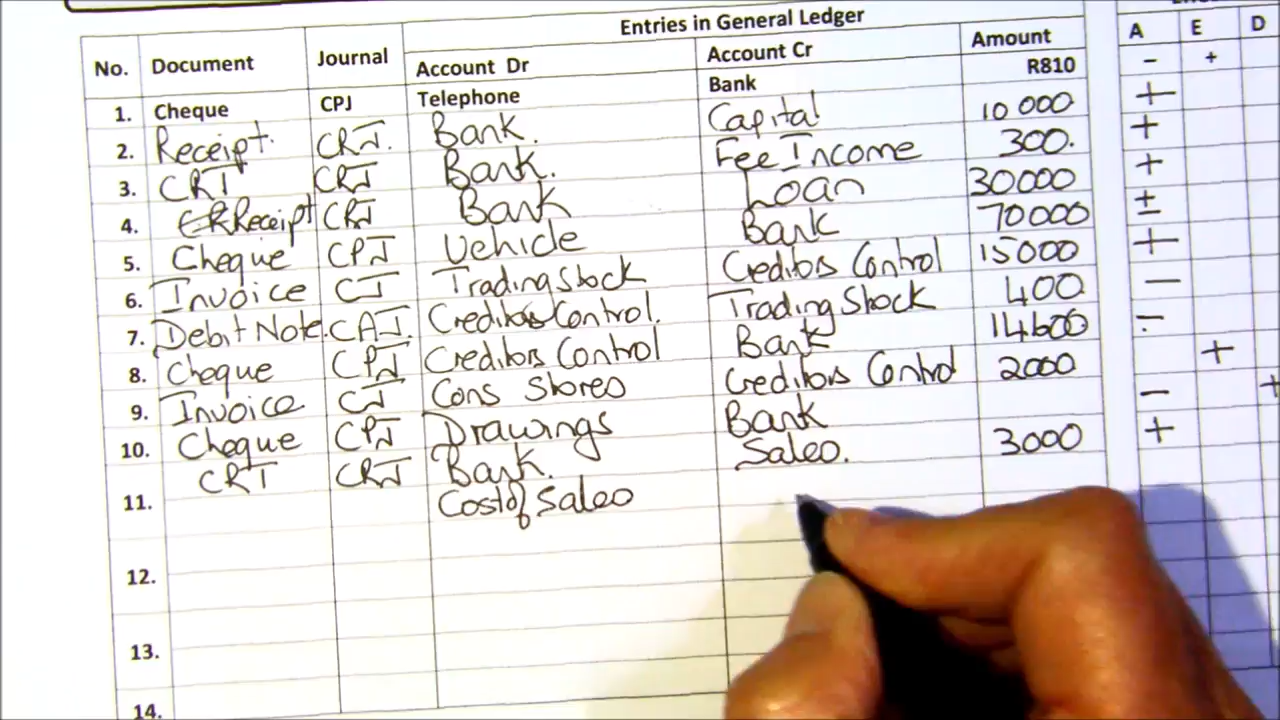 Entries in General Ledger
No. Document Journal Account Dr Account Cr Amount A E D
1. Cheque CPJ Telephone Bank R810 - +
2. Receipt. CRJ. Bank. Capital 10 000 +
3. CRT CRJ Bank. Fee Income 300. +
4. Receipt CRJ Bank Loan 30000 +
5. Cheque CPJ Vehicle Bank 70000 ±
6. Invoice CJ Trading Stock Creditors Control 15000 +
7. Debit Note. CAJ. Creditors Control. Trading Stock 400 -
8. Cheque CPJ Creditors Control Bank 14600 -
9. Invoice CJ Cons Stores Creditors Control 2000 +
10. Cheque CPJ Drawings Bank - +
CRT CRJ Bank. Sales. 3000 +
11. Cost of Sales
12.
13.
14.